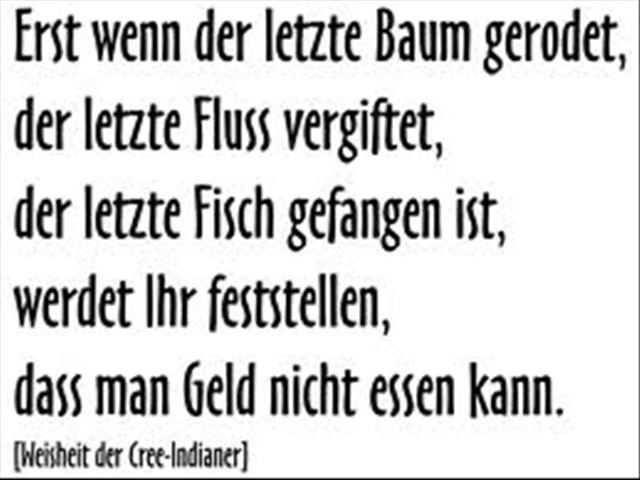 Erst wenn der letzte Baum gerodet,
der letzte Fluss vergiftet,
der letzte Fisch gefangen ist,
werdet Ihr feststellen,
dass man Geld nicht essen kann.
[Weisheit der Cree-Indianer]